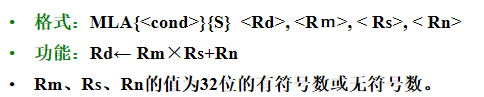 • 格式：MLA{<cond>}{S} <Rd>, <Rm>, < Rs>, < Rn>
• 功能：Rd← Rm×Rs+Rn
• Rm、Rs、Rn的值为32位的有符号数或无符号数。